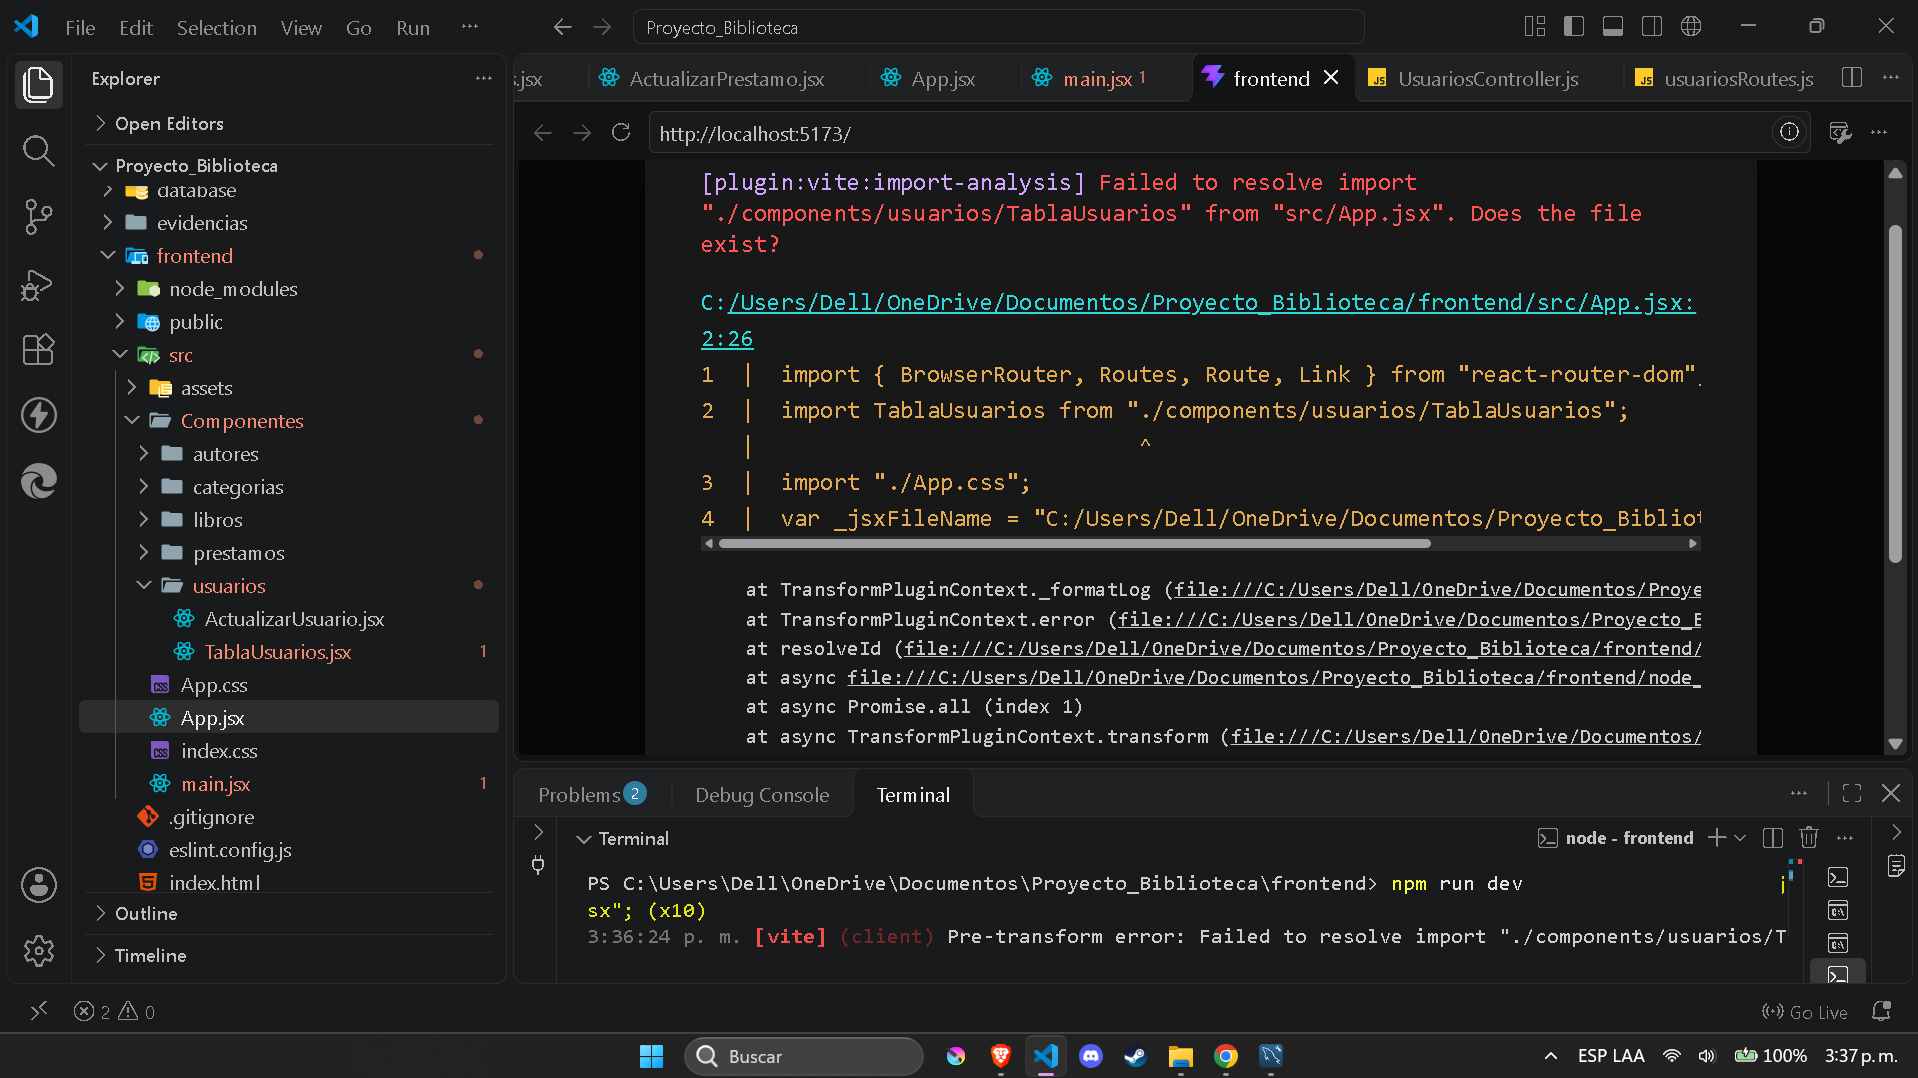 File Edit Selection View Go Run ···
Proyecto_Biblioteca
Explorer
Open Editors
Proyecto_Biblioteca
database
evidencias
frontend
node_modules
public
src
assets
Componentes
autores
categorias
libros
prestamos
usuarios
ActualizarUsuario.jsx
TablaUsuarios.jsx 1
App.css
App.jsx
index.css
main.jsx 1
.gitignore
eslint.config.js
index.html
Outline
Timeline
s.jsx ActualizarPrestamo.jsx App.jsx main.jsx 1 frontend UsuariosController.js usuariosRoutes.js
http://localhost:5173/
[plugin:vite:import-analysis] Failed to resolve import
"./components/usuarios/TablaUsuarios" from "src/App.jsx". Does the file
exist?
C:/Users/Dell/OneDrive/Documentos/Proyecto_Biblioteca/frontend/src/App.jsx:
2:26
1 | import { BrowserRouter, Routes, Route, Link } from "react-router-dom"
2 | import TablaUsuarios from "./components/usuarios/TablaUsuarios";
| ^
3 | import "./App.css";
4 | var _jsxFileName = "C:/Users/Dell/OneDrive/Documentos/Proyecto_Bibliot
at TransformPluginContext._formatLog (file:///C:/Users/Dell/OneDrive/Documentos/Proye
at TransformPluginContext.error (file:///C:/Users/Dell/OneDrive/Documentos/Proyecto_B
at resolveId (file:///C:/Users/Dell/OneDrive/Documentos/Proyecto_Biblioteca/frontend/
at async file:///C:/Users/Dell/OneDrive/Documentos/Proyecto_Biblioteca/frontend/node_
at async Promise.all (index 1)
at async TransformPluginContext.transform (file:///C:/Users/Dell/OneDrive/Documentos/
Problems 2 Debug Console Terminal
Terminal
node - frontend
PS C:\Users\Dell\OneDrive\Documentos\Proyecto_Biblioteca\frontend> npm run dev j
sx"; (x10)
3:36:24 p. m. [vite] (client) Pre-transform error: Failed to resolve import "./components/usuarios/T
2 0
Go Live
Buscar
ESP LAA 100% 3:37 p. m.